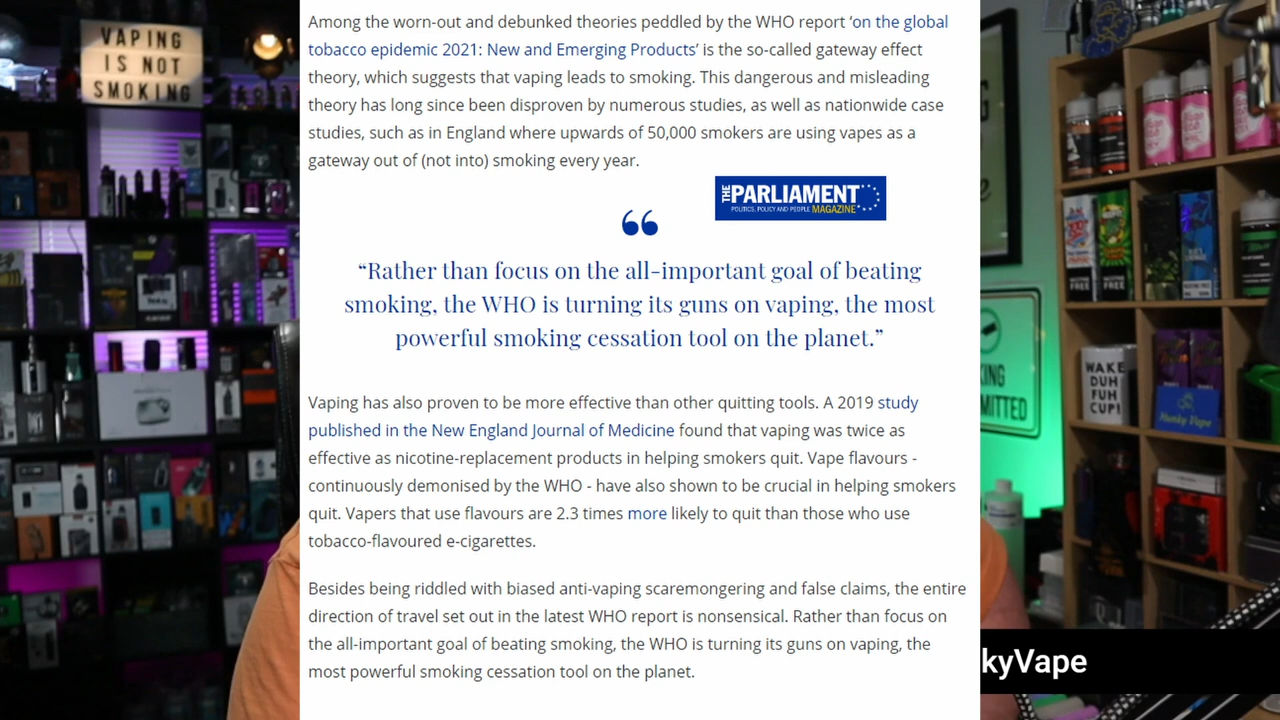 VAPING
IS NOT
SMOKING
Among the worn-out and debunked theories peddled by the WHO report ‘on the global
tobacco epidemic 2021: New and Emerging Products’ is the so-called gateway effect
theory, which suggests that vaping leads to smoking. This dangerous and misleading
theory has long since been disproven by numerous studies, as well as nationwide case
studies, such as in England where upwards of 50,000 smokers are using vapes as a
gateway out of (not into) smoking every year.
THE PARLIAMENT
POLITICS, POLICY AND PEOPLE MAGAZINE
“Rather than focus on the all-important goal of beating
smoking, the WHO is turning its guns on vaping, the most
powerful smoking cessation tool on the planet.”
Vaping has also proven to be more effective than other quitting tools. A 2019 study
published in the New England Journal of Medicine found that vaping was twice as
effective as nicotine-replacement products in helping smokers quit. Vape flavours -
continuously demonised by the WHO - have also shown to be crucial in helping smokers
quit. Vapers that use flavours are 2.3 times more likely to quit than those who use
tobacco-flavoured e-cigarettes.
Besides being riddled with biased anti-vaping scaremongering and false claims, the entire
direction of travel set out in the latest WHO report is nonsensical. Rather than focus on
the all-important goal of beating smoking, the WHO is turning its guns on vaping, the
most powerful smoking cessation tool on the planet.
KING
MITTED
WAKE
DUH
FUH
CUP!
kyVape